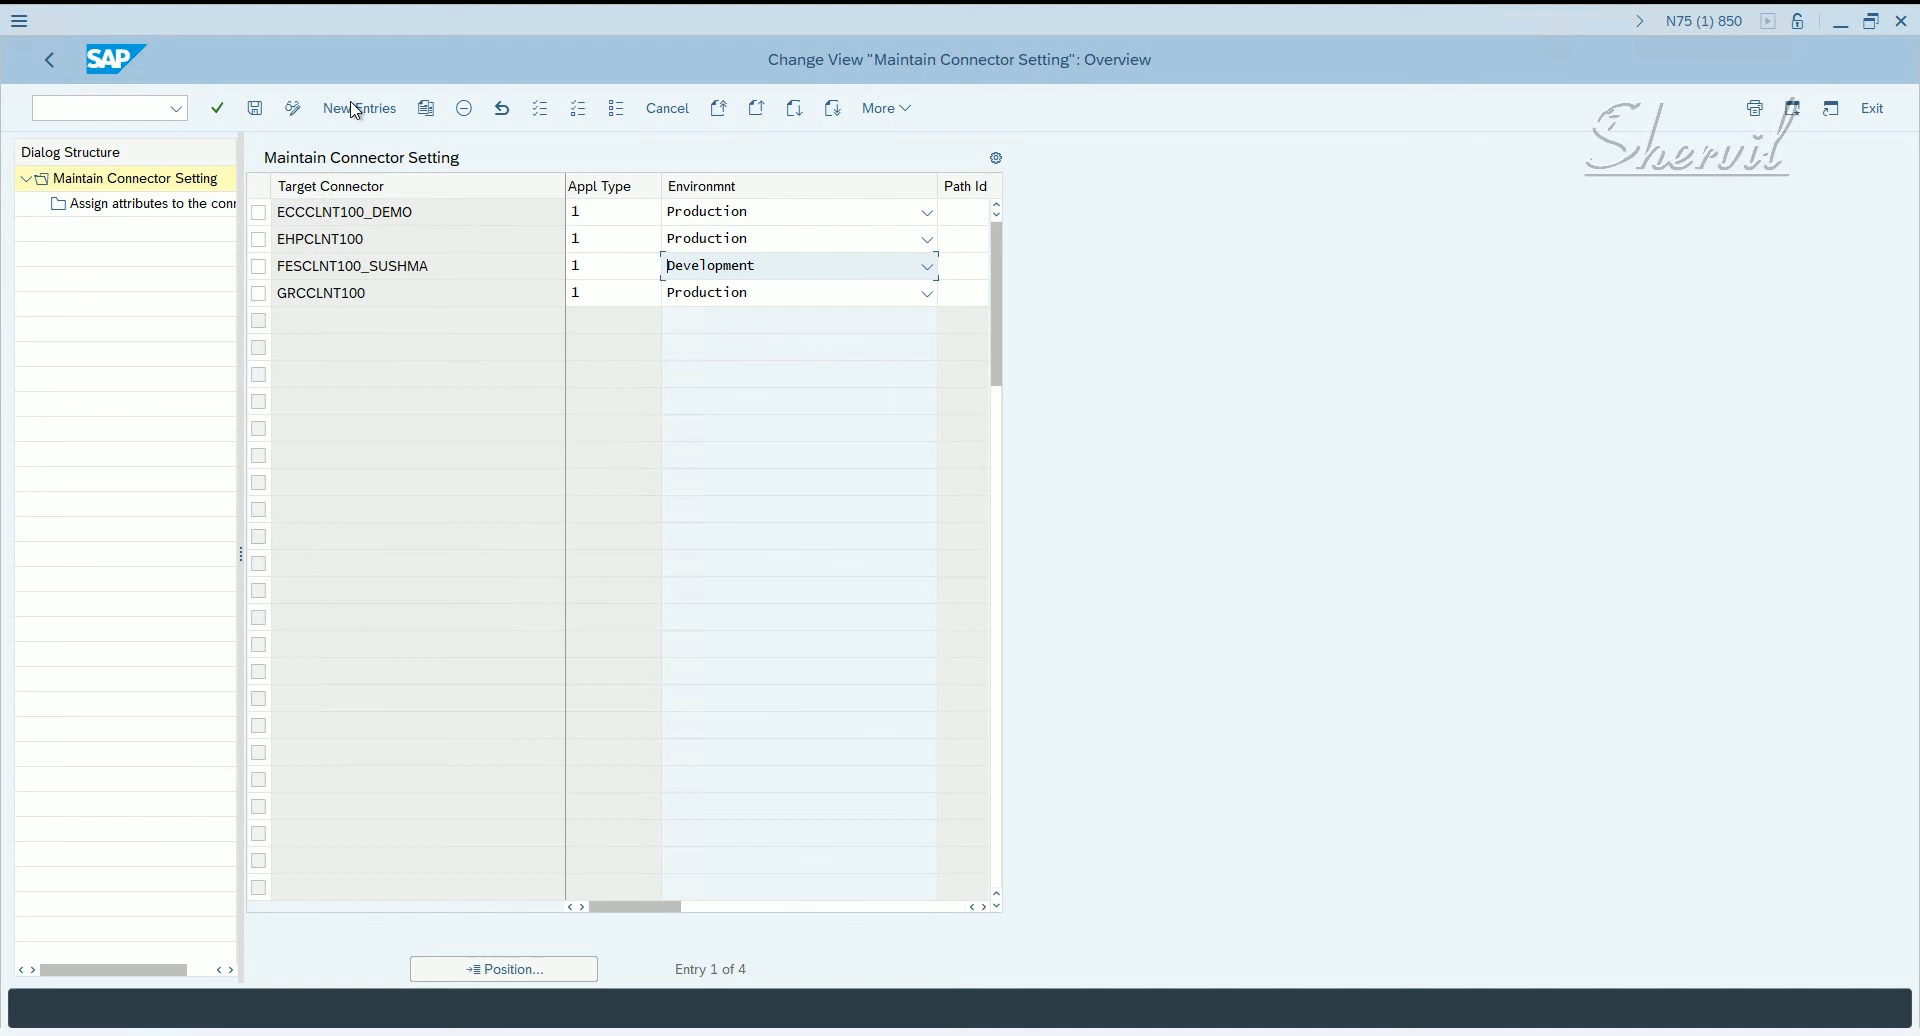 N75 (1) 850
SAP
Change View "Maintain Connector Setting": Overview
New Entries
Cancel
More
Exit
Shervil
Dialog Structure
Maintain Connector Setting
Assign attributes to the conn
Maintain Connector Setting
Target Connector Appl Type Environmnt Path Id
ECCCLNT100_DEMO 1 Production
EHPCLNT100 1 Production
FESCLNT100_SUSHMA 1 Development
GRCCLNT100 1 Production
Position... Entry 1 of 4